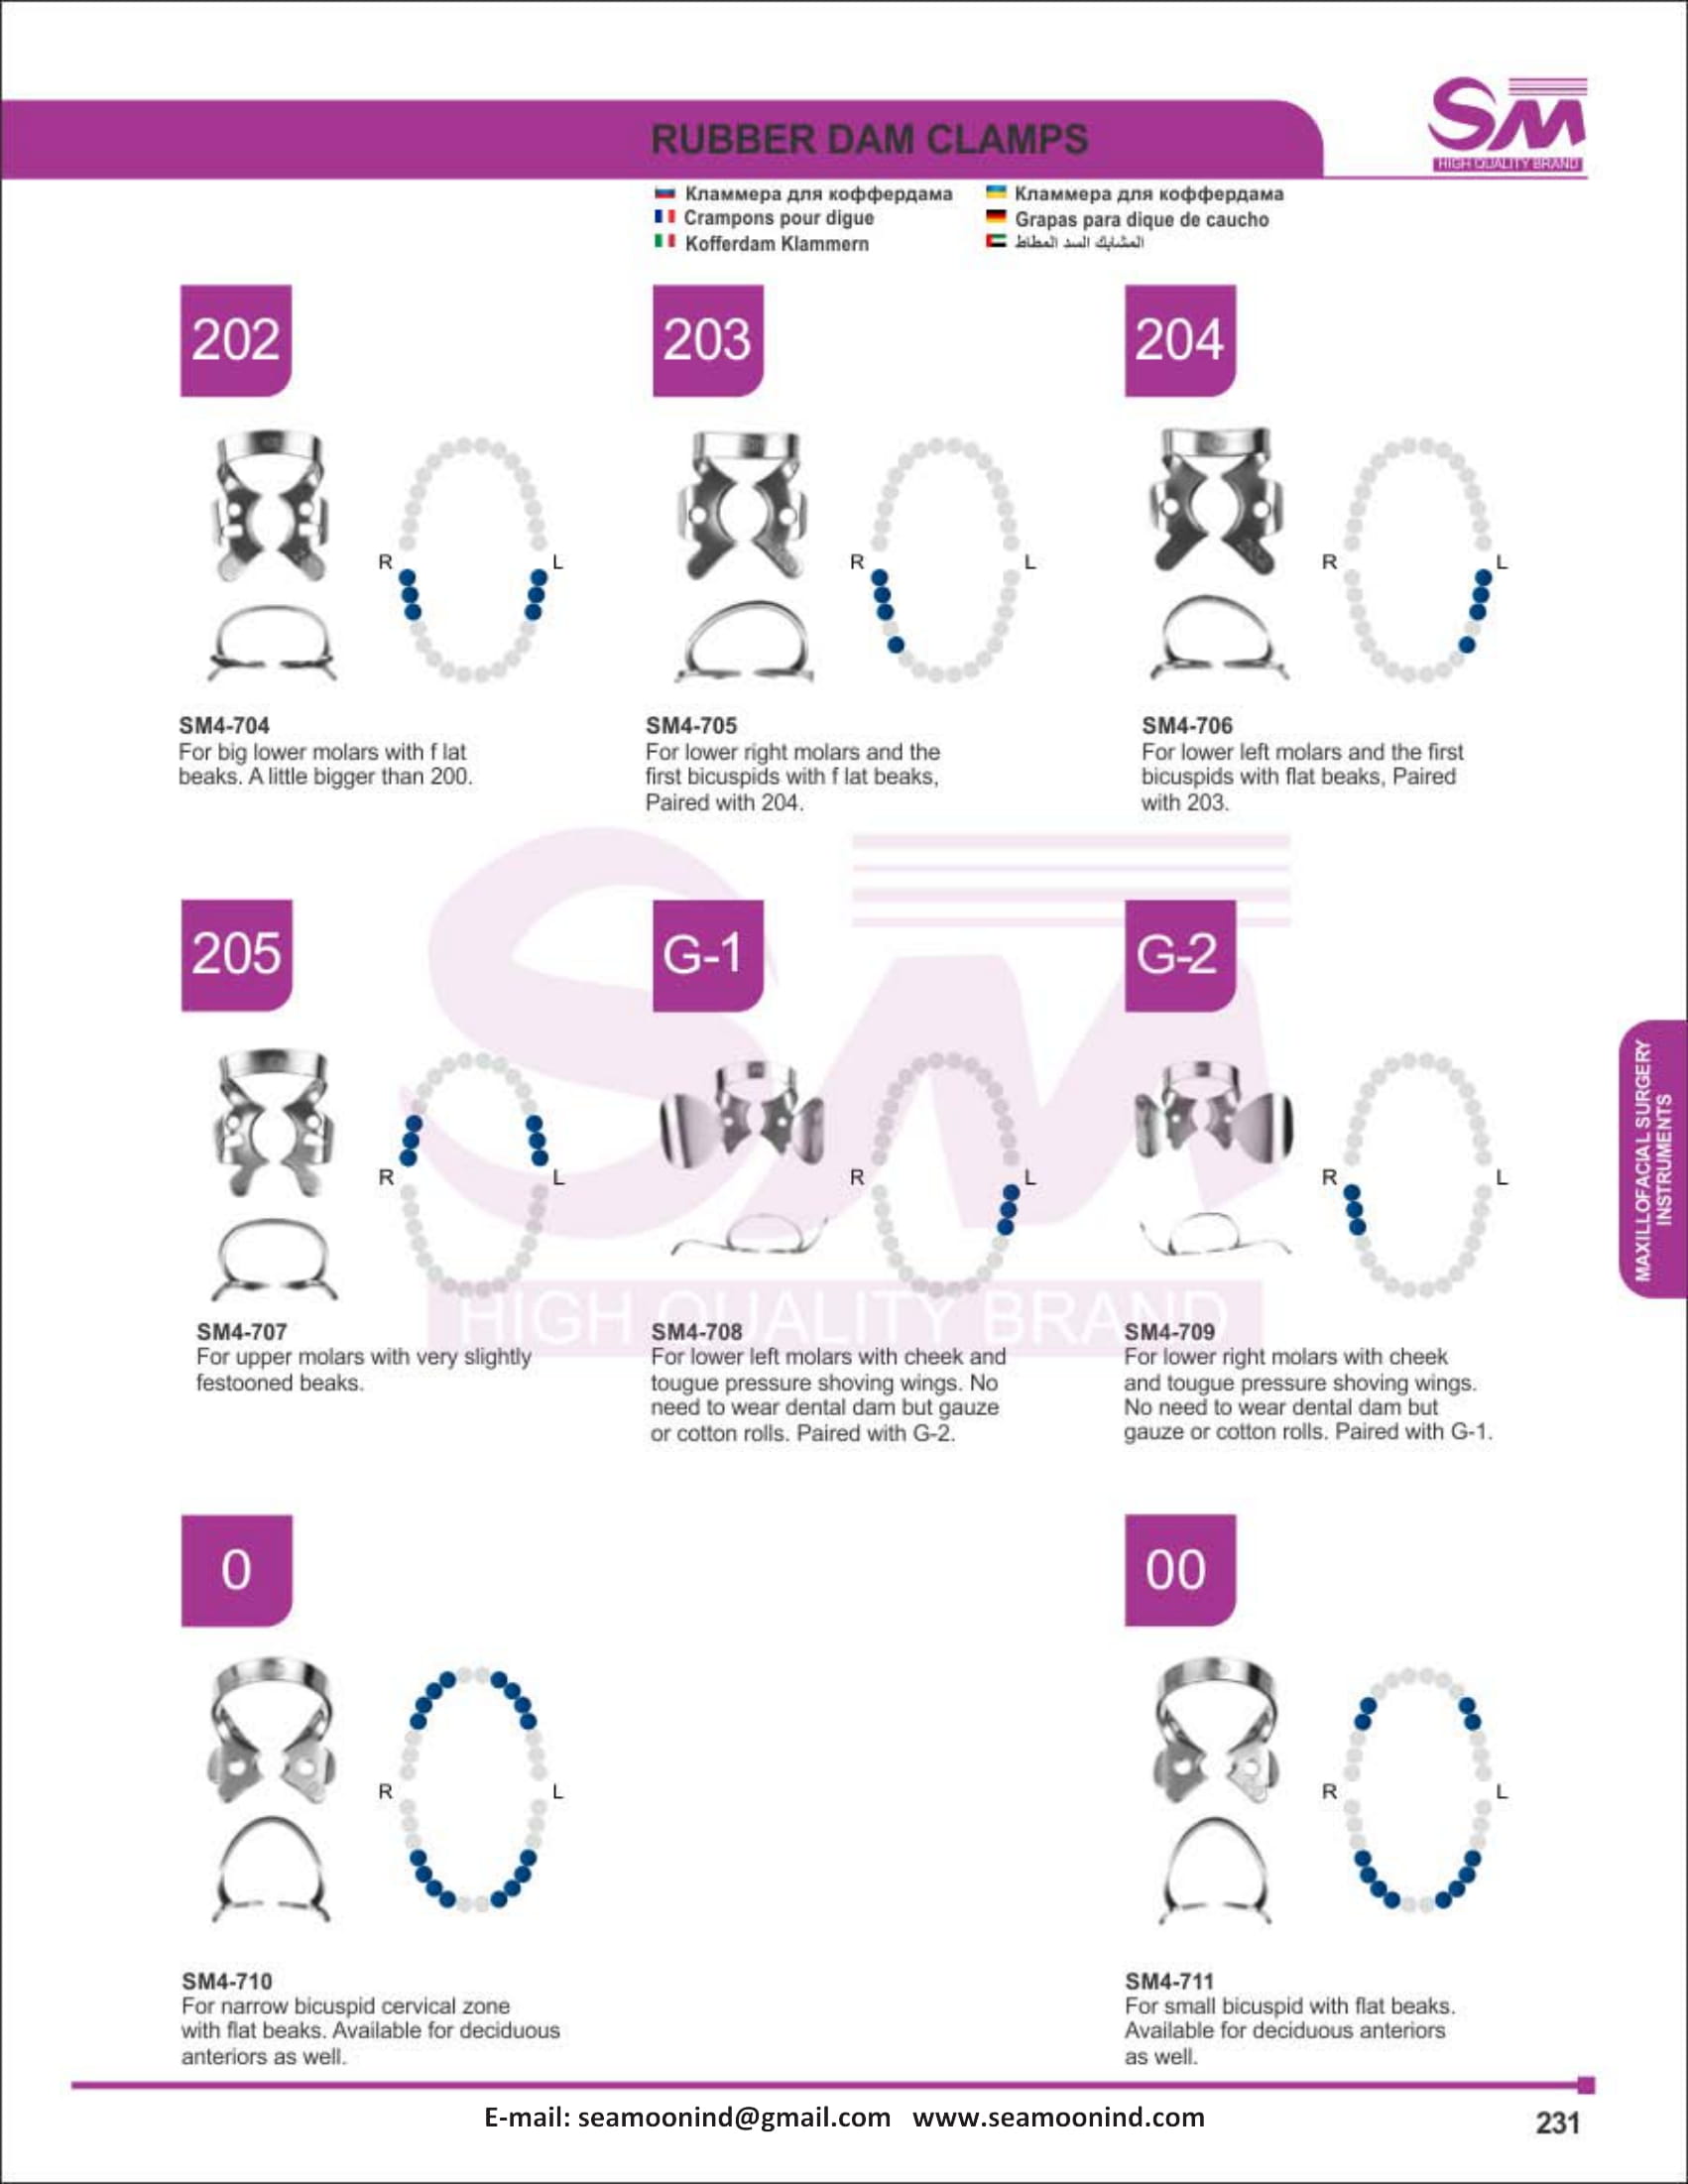 SM
HIGH QUALITY BRAND
RUBBER DAM CLAMPS
Кламмера для коффердама
Crampons pour digue
Kofferdam Klammern
Кламмера для коффердама
Grapas para dique de caucho
المشابك السد المطاط
202
R
L
SM4-704
For big lower molars with f lat
beaks. A little bigger than 200.
203
R
L
SM4-705
For lower right molars and the
first bicuspids with f lat beaks,
Paired with 204.
204
R
L
SM4-706
For lower left molars and the first
bicuspids with flat beaks, Paired
with 203.
205
R
L
SM4-707
For upper molars with very slightly
festooned beaks.
G-1
R
L
SM4-708
For lower left molars with cheek and
tougue pressure shoving wings. No
need to wear dental dam but gauze
or cotton rolls. Paired with G-2.
G-2
R
L
SM4-709
For lower right molars with cheek
and tougue pressure shoving wings.
No need to wear dental dam but
gauze or cotton rolls. Paired with G-1.
SM
HIGH QUALITY BRAND
MAXILLOFACIAL SURGERY
INSTRUMENTS
0
R
L
SM4-710
For narrow bicuspid cervical zone
with flat beaks. Available for deciduous
anteriors as well.
00
R
L
SM4-711
For small bicuspid with flat beaks.
Available for deciduous anteriors
as well.
E-mail: seamoonind@gmail.com www.seamoonind.com
231